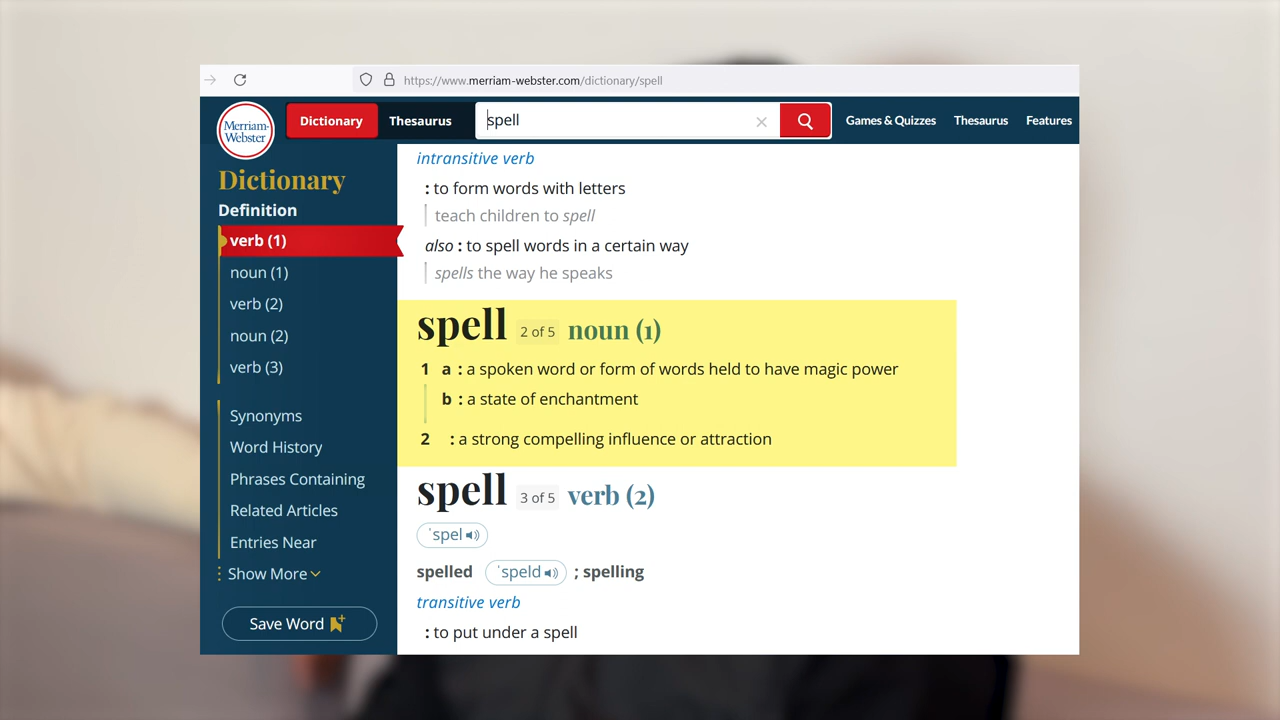 https://www.merriam-webster.com/dictionary/spell
Merriam-
Webster
Dictionary
Thesaurus
spell
Games & Quizzes
Thesaurus
Features
Dictionary
Definition
verb (1)
noun (1)
verb (2)
noun (2)
verb (3)
Synonyms
Word History
Phrases Containing
Related Articles
Entries Near
Show More
Save Word
intransitive verb
: to form words with letters
teach children to spell
also : to spell words in a certain way
spells the way he speaks
spell 2 of 5 noun (1)
1 a : a spoken word or form of words held to have magic power
b : a state of enchantment
2 : a strong compelling influence or attraction
spell 3 of 5 verb (2)
ˈspel
spelled ˈspeld ; spelling
transitive verb
: to put under a spell